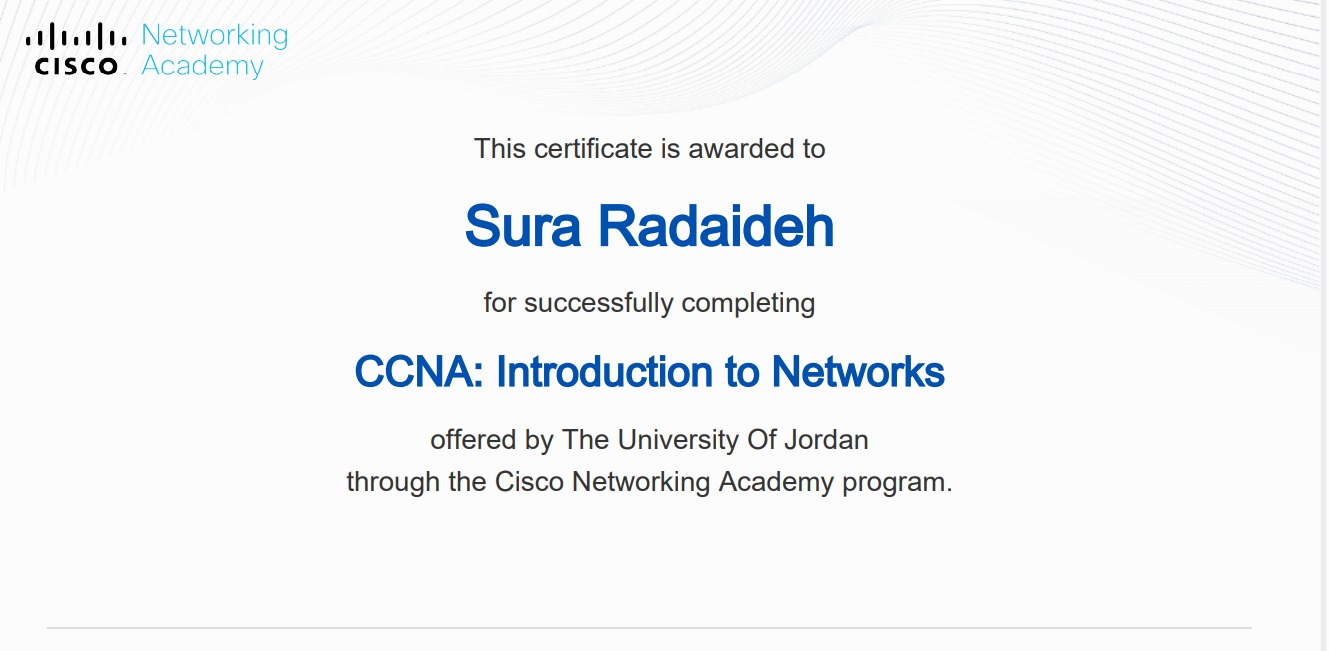 Networking
CISCO Academy
This certificate is awarded to
Sura Radaideh
for successfully completing
CCNA: Introduction to Networks
offered by The University Of Jordan
through the Cisco Networking Academy program.